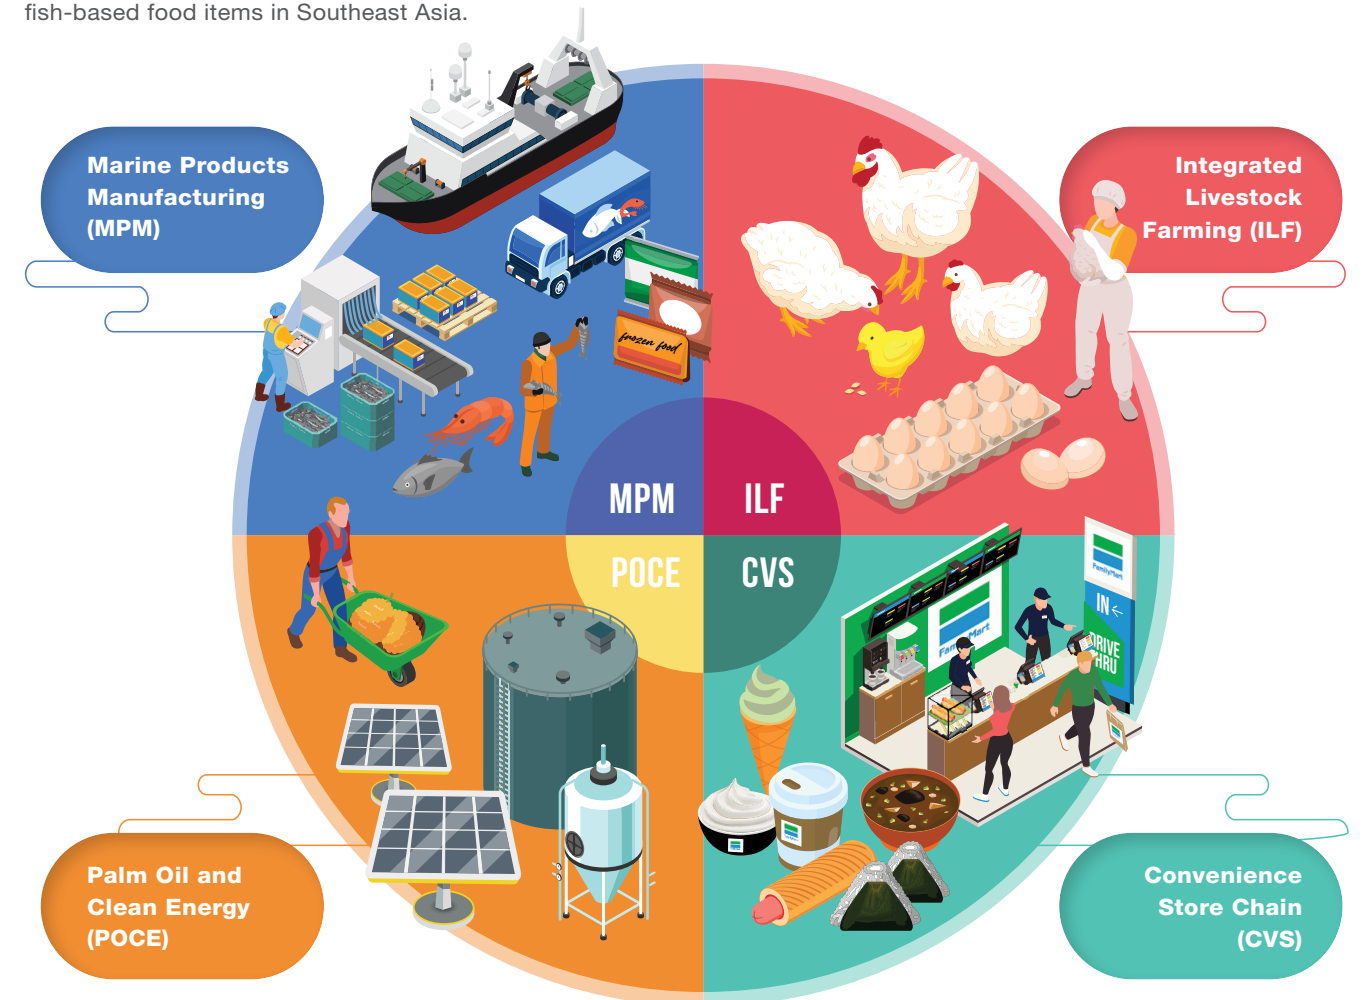 fish-based food items in Southeast Asia.
Marine Products
Manufacturing
(MPM)
Integrated
Livestock
Farming (ILF)
frozen food
MPM
ILF
POCE
CVS
FamilyMart
FamilyMart
IN
DRIVE
THRU
Palm Oil and
Clean Energy
(POCE)
Convenience
Store Chain
(CVS)